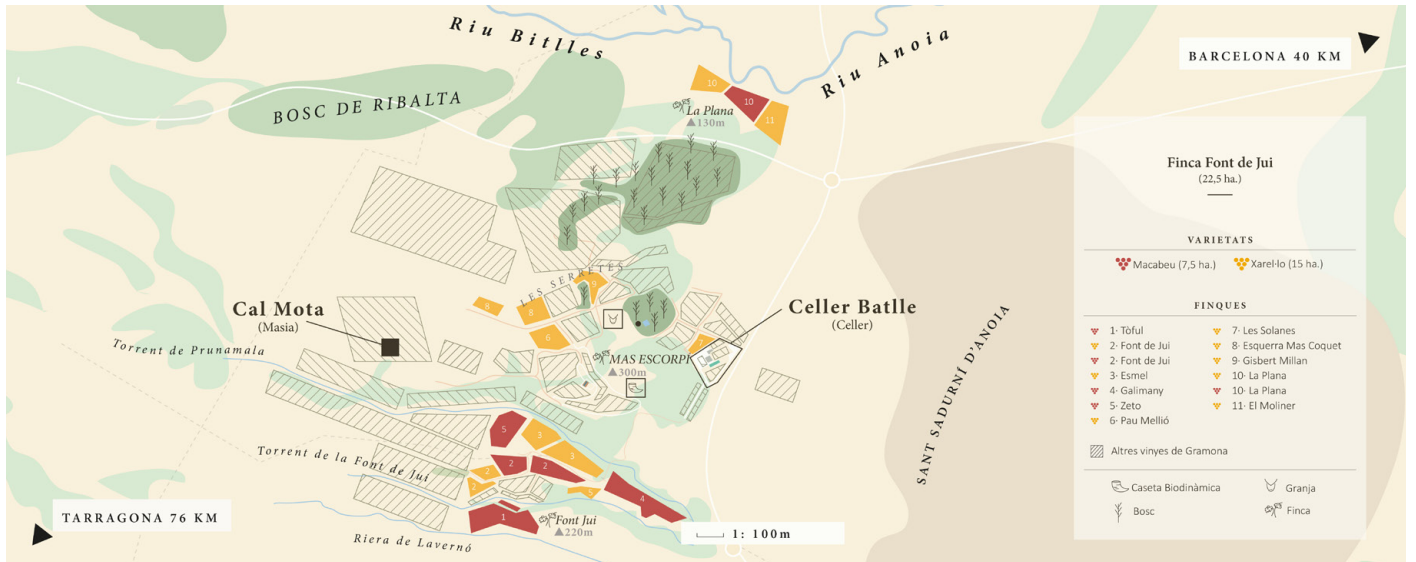 Riu Bitlles
Riu Anoia
BARCELONA 40 KM
BOSC DE RIBALTA
10
10
11
La Plana
130m
LES SERRETES
9
8
8
6
7
Cal Mota
(Masia)
Celler Batlle
(Celler)
MAS ESCORPÍ
300m
Torrent de Prunamala
SANT SADURNÍ D'ANOIA
5
3
3
2
2
2
2
4
1
Torrent de la Font de Jui
Font Jui
220m
Riera de Lavernó
TARRAGONA 76 KM
1: 100m
Finca Font de Jui
(22,5 ha.)
VARIETATS
Macabeu (7,5 ha.)
Xarel·lo (15 ha.)
FINQUES
1· Tòful
2· Font de Jui
2· Font de Jui
3· Esmel
4· Galimany
5· Zeto
6· Pau Mellió
7· Les Solanes
8· Esquerra Mas Coquet
9· Gisbert Millan
10· La Plana
10· La Plana
11· El Moliner
Altres vinyes de Gramona
Caseta Biodinàmica
Granja
Bosc
Finca